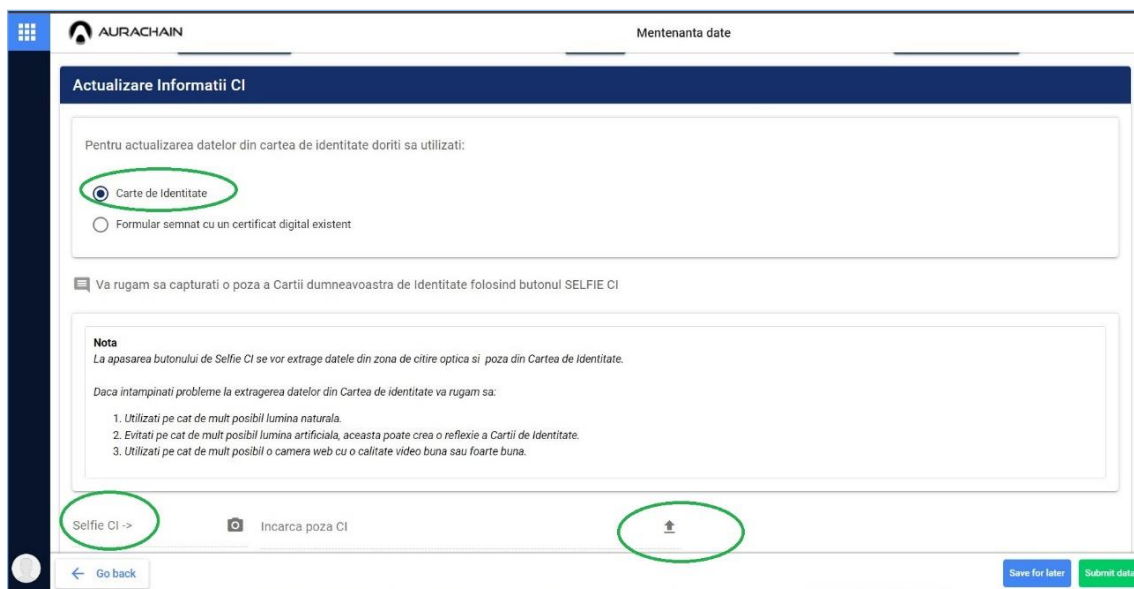 AURACHAIN
Mentenanta date
Actualizare Informatii CI
Pentru actualizarea datelor din cartea de identitate doriti sa utilizati:
Carte de Identitate
Formular semnat cu un certificat digital existent
Va rugam sa capturati o poza a Cartii dumneavoastra de Identitate folosind butonul SELFIE CI
Nota
La apasarea butonului de Selfie CI se vor extrage datele din zona de citire optica si poza din Cartea de Identitate.
Daca intampinati probleme la extragerea datelor din Cartea de identitate va rugam sa:
1. Utilizati pe cat de mult posibil lumina naturala.
2. Evitati pe cat de mult posibil lumina artificiala, aceasta poate crea o reflexie a Cartii de Identitate.
3. Utilizati pe cat de mult posibil o camera web cu o calitate video buna sau foarte buna.
Selfie CI ->
Incarca poza CI
Go back
Save for later
Submit data